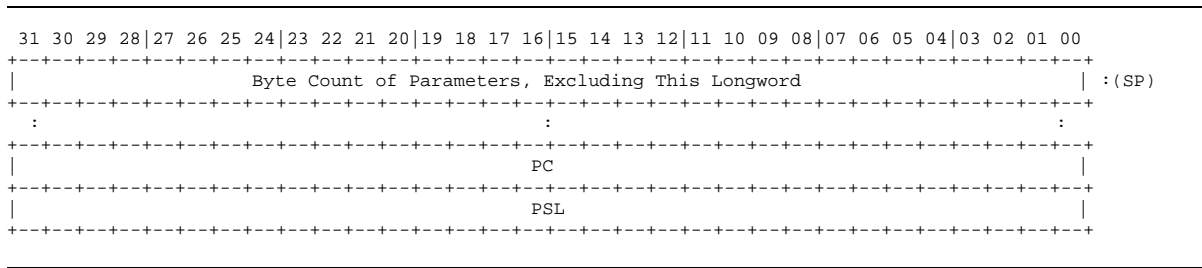 31 30 29 28|27 26 25 24|23 22 21 20|19 18 17 16|15 14 13 12|11 10 09 08|07 06 05 04|03 02 01 00
+--+--+--+--+--+--+--+--+--+--+--+--+--+--+--+--+--+--+--+--+--+--+--+--+--+--+--+--+--+--+--+--+
| Byte Count of Parameters, Excluding This Longword | :(SP)
+--+--+--+--+--+--+--+--+--+--+--+--+--+--+--+--+--+--+--+--+--+--+--+--+--+--+--+--+--+--+--+--+
: : :
+--+--+--+--+--+--+--+--+--+--+--+--+--+--+--+--+--+--+--+--+--+--+--+--+--+--+--+--+--+--+--+--+
| PC |
+--+--+--+--+--+--+--+--+--+--+--+--+--+--+--+--+--+--+--+--+--+--+--+--+--+--+--+--+--+--+--+--+
| PSL |
+--+--+--+--+--+--+--+--+--+--+--+--+--+--+--+--+--+--+--+--+--+--+--+--+--+--+--+--+--+--+--+--+